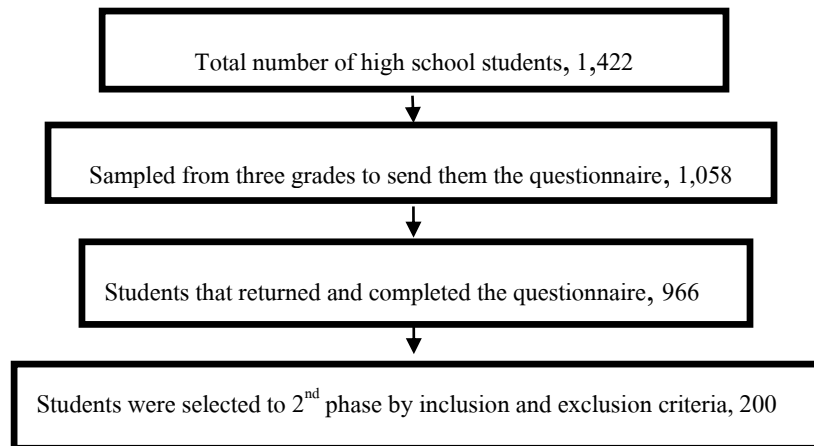 Total number of high school students, 1,422
Sampled from three grades to send them the questionnaire, 1,058
Students that returned and completed the questionnaire, 966
Students were selected to 2nd phase by inclusion and exclusion criteria, 200